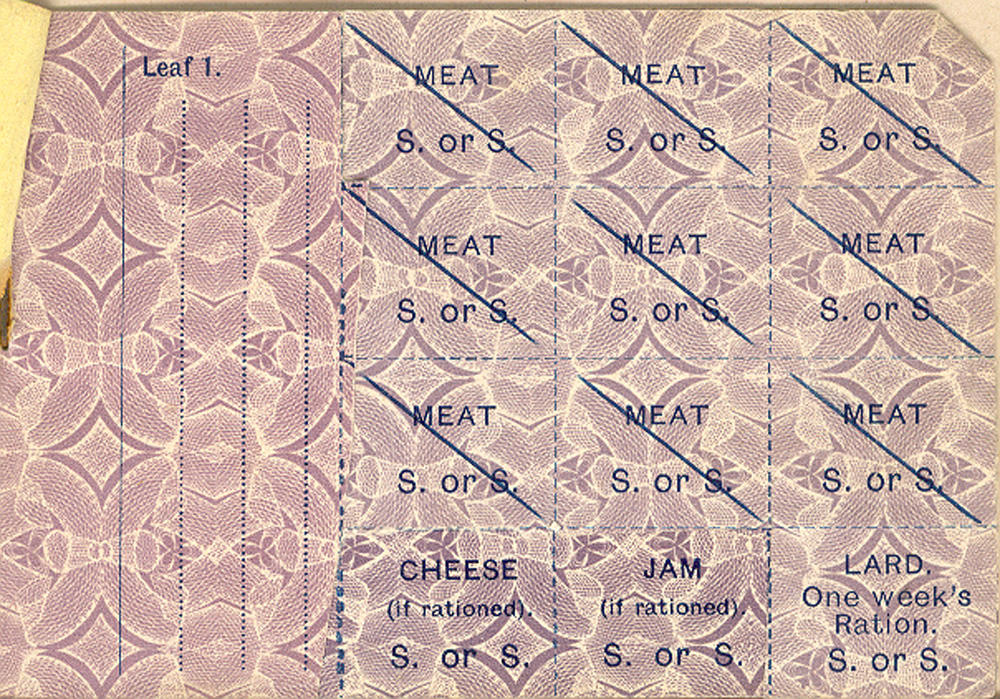 Leaf 1.
MEAT MEAT MEAT
S. or S. S. or S. S. or S.
MEAT MEAT MEAT
S. or S. S. or S. S. or S.
MEAT MEAT MEAT
S. or S. S. or S. S. or S.
CHEESE
(if rationed).
S. or S.
JAM
(if rationed).
S. or S.
LARD.
One week's
Ration.
S. or S.